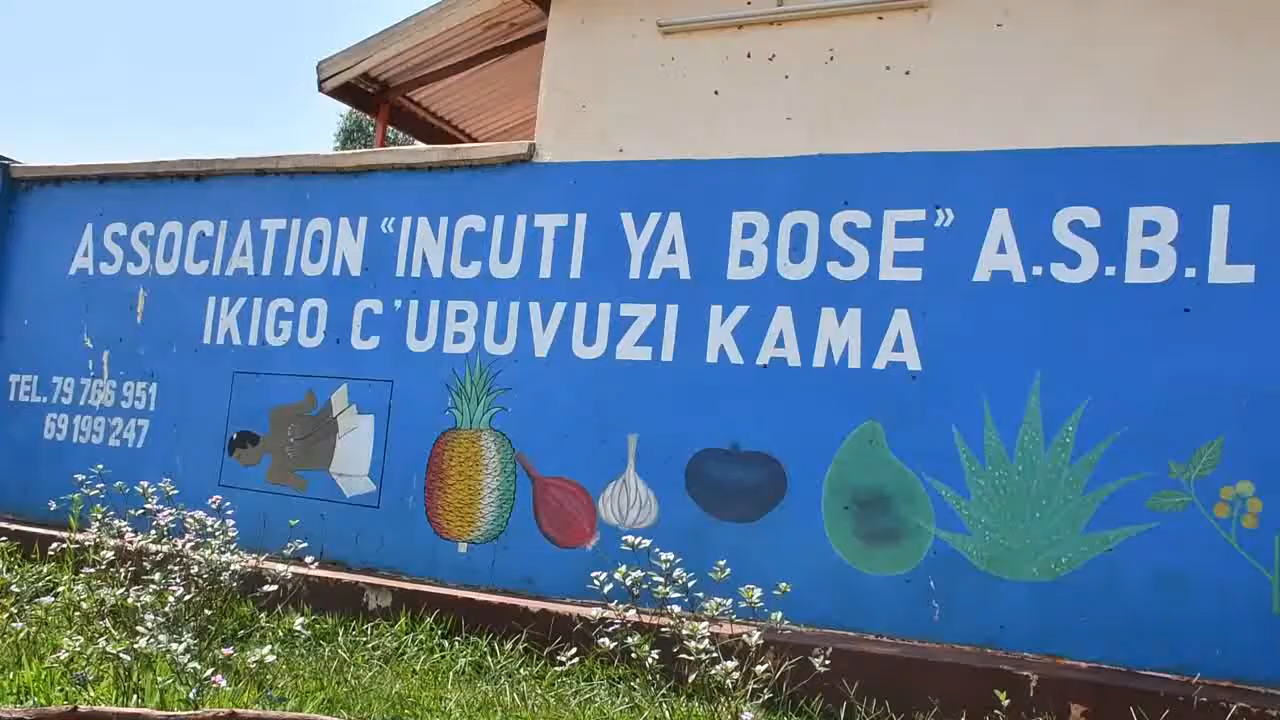 ASSOCIATION “INCUTI YA BOSE” A.S.B.L
IKIGO C'UBUVUZI KAMA
TEL. 79 766 951
69 199 247